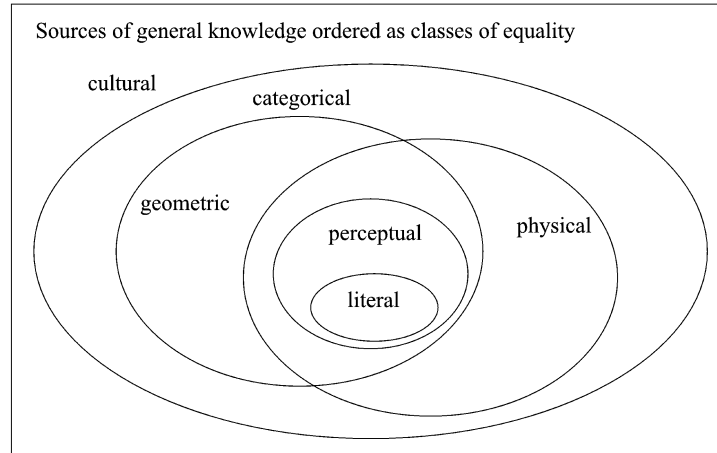 Sources of general knowledge ordered as classes of equality
cultural
categorical
geometric
physical
perceptual
literal